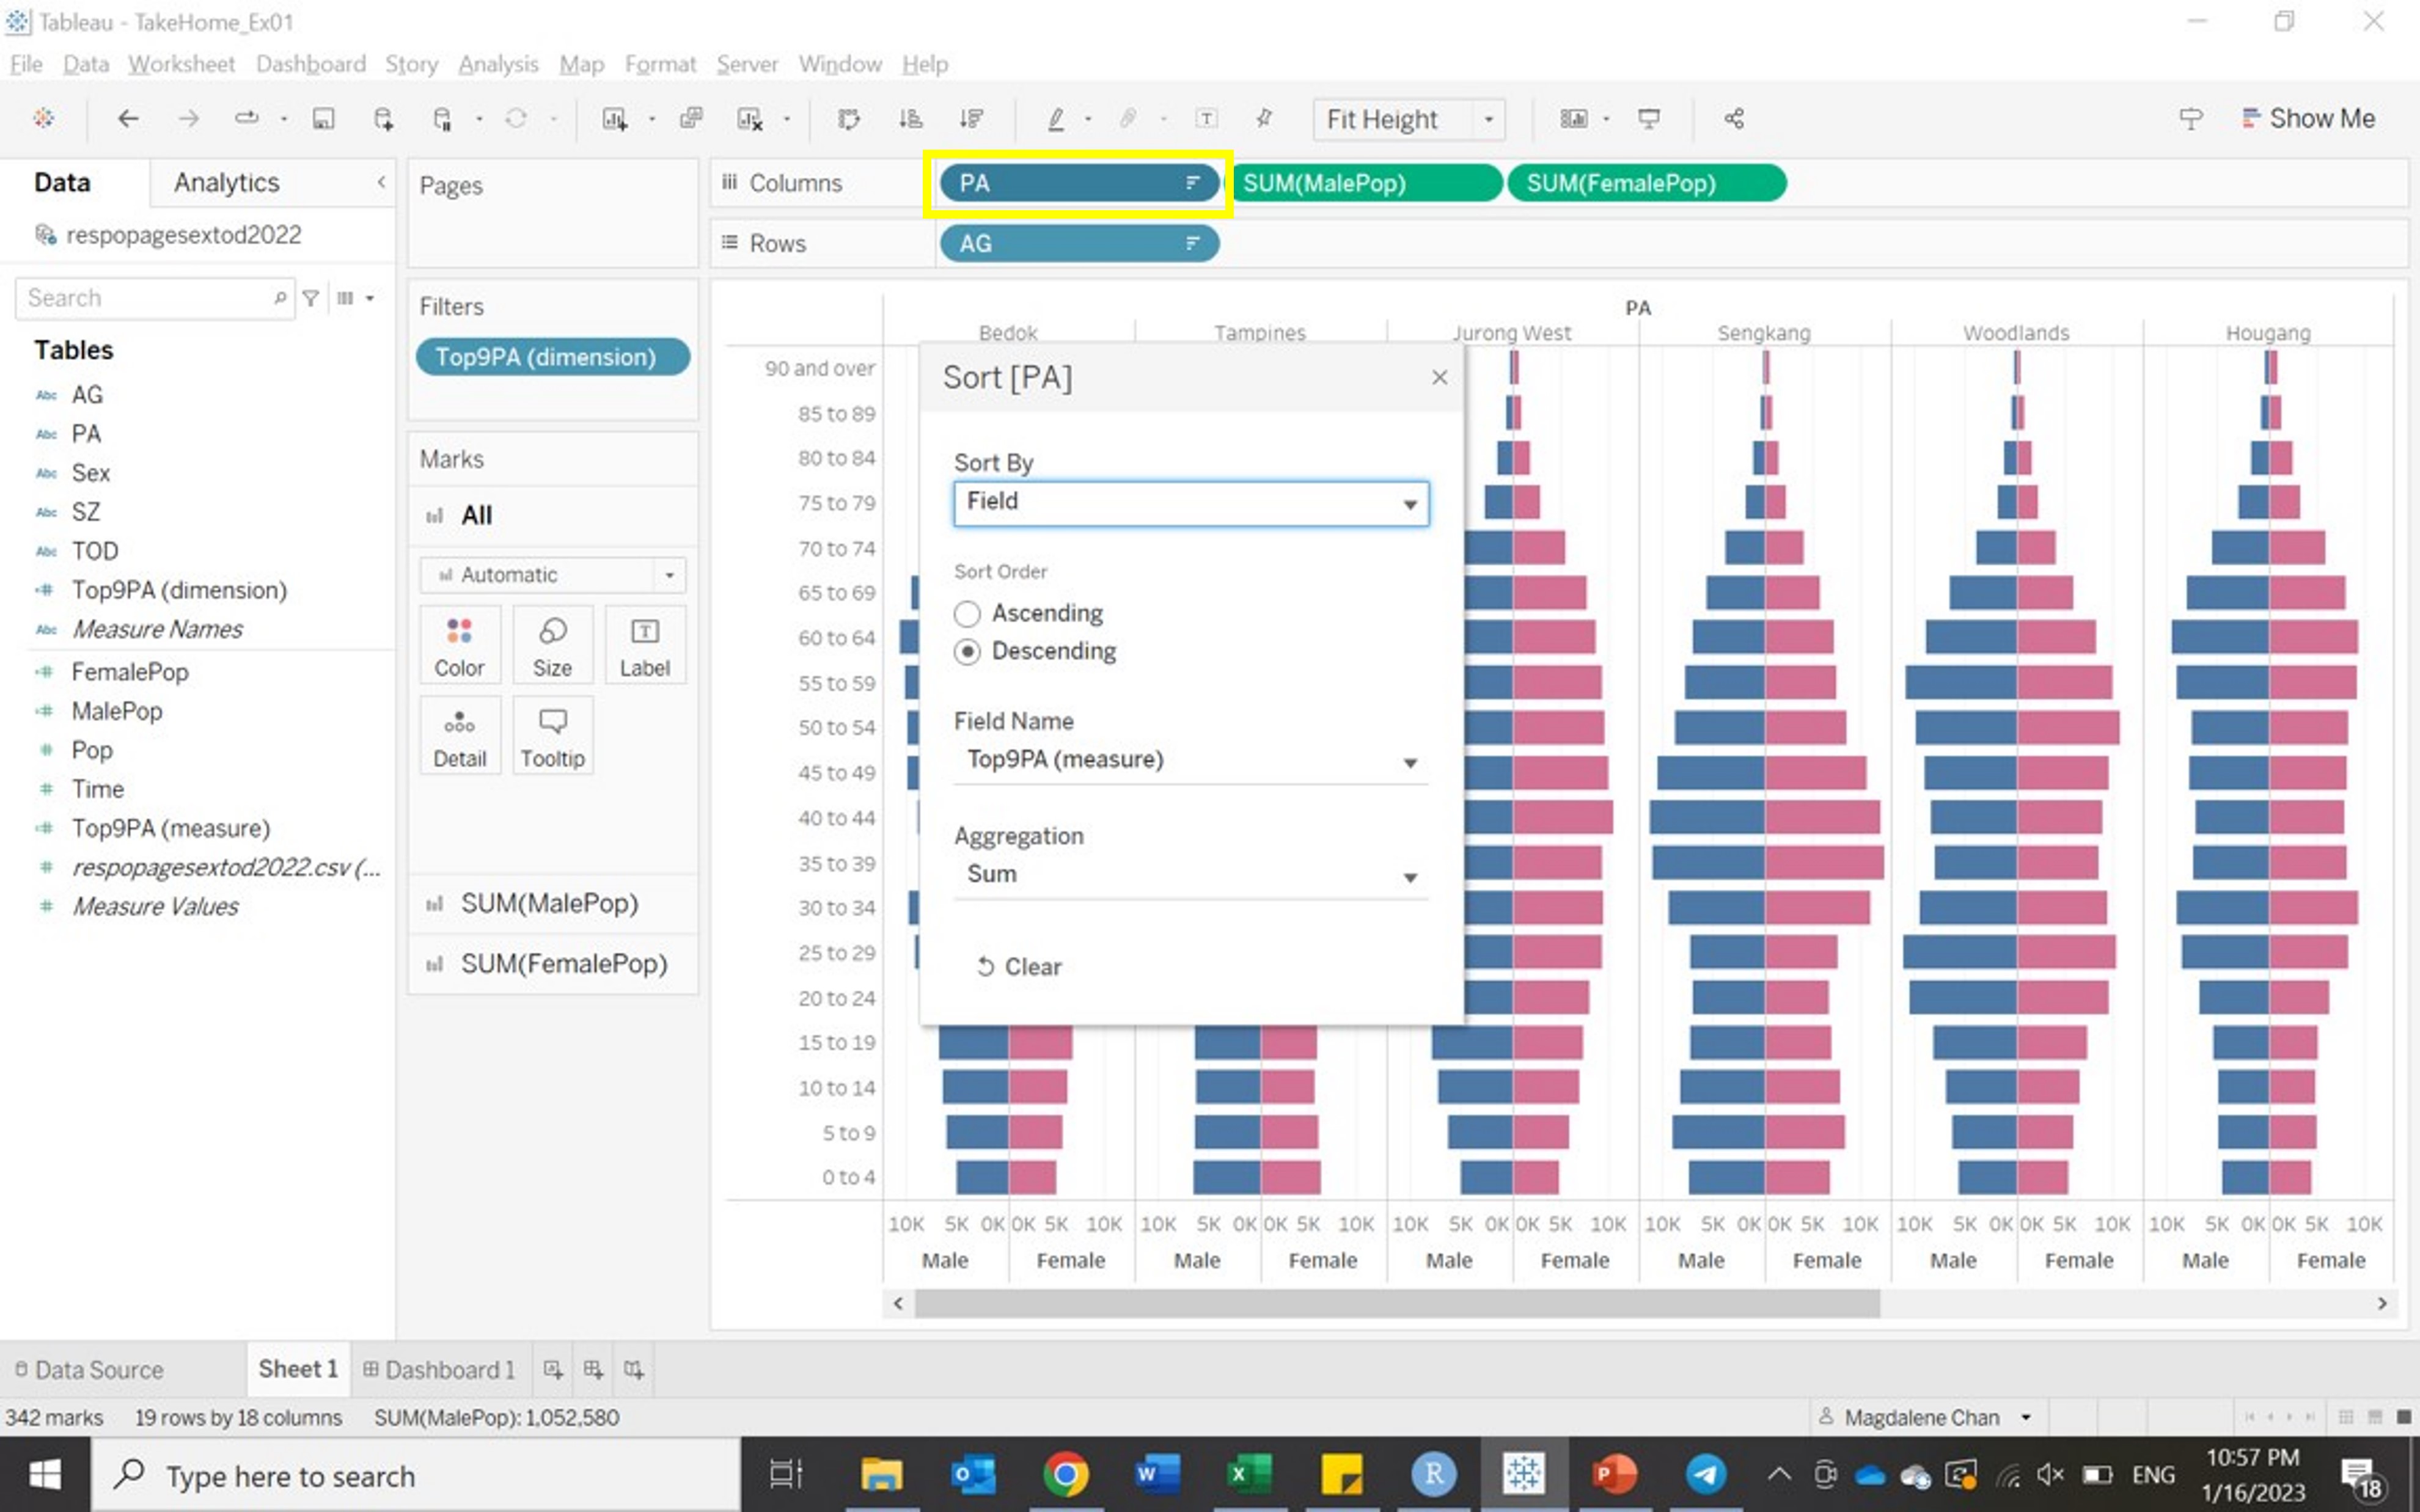 Tableau - TakeHome_Ex01
File Data Worksheet Dashboard Story Analysis Map Format Server Window Help
Fit Height
Show Me
Data Analytics
respopagesextod2022
Search
Tables
AG
PA
Sex
SZ
TOD
Top9PA (dimension)
Measure Names
FemalePop
MalePop
Pop
Time
Top9PA (measure)
respopagesextod2022.csv (...
Measure Values
Pages
Filters
Top9PA (dimension)
Marks
All
Automatic
Color Size Label
Detail Tooltip
SUM(MalePop)
SUM(FemalePop)
Columns PA SUM(MalePop) SUM(FemalePop)
Rows AG
PA
Bedok Tampines Jurong West Sengkang Woodlands Hougang
90 and over
85 to 89
80 to 84
75 to 79
70 to 74
65 to 69
60 to 64
55 to 59
50 to 54
45 to 49
40 to 44
35 to 39
30 to 34
25 to 29
20 to 24
15 to 19
10 to 14
5 to 9
0 to 4
Sort [PA]
Sort By
Field
Sort Order
Ascending
Descending
Field Name
Top9PA (measure)
Aggregation
Sum
Clear
10K 5K 0K 0K 5K 10K 10K 5K 0K 0K 5K 10K 10K 5K 0K 0K 5K 10K 10K 5K 0K 0K 5K 10K 10K 5K 0K 0K 5K 10K 10K 5K 0K 0K 5K 10K
Male Female Male Female Male Female Male Female Male Female Male Female
Data Source Sheet 1 Dashboard 1
342 marks 19 rows by 18 columns SUM(MalePop): 1,052,580
Magdalene Chan
Type here to search
ENG
10:57 PM
1/16/2023
18